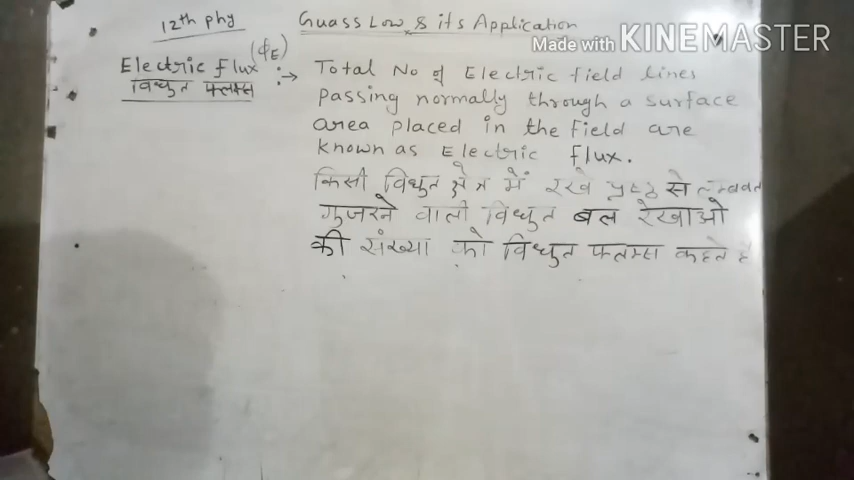 12th phy
Guass Low & its Application
Made with KINEMASTER
Electric flux (ΦE) :→
विधुत फ्लक्स
Total No of Electric field lines
passing normally through a surface
area placed in the field are
known as Electric flux.
किसी विधुत क्षेत्र में रखे पृष्ठ से लम्बवत
गुजरने वाली विधुत बल रेखाओ
की संख्या को विधुत फ्लक्स कहते है